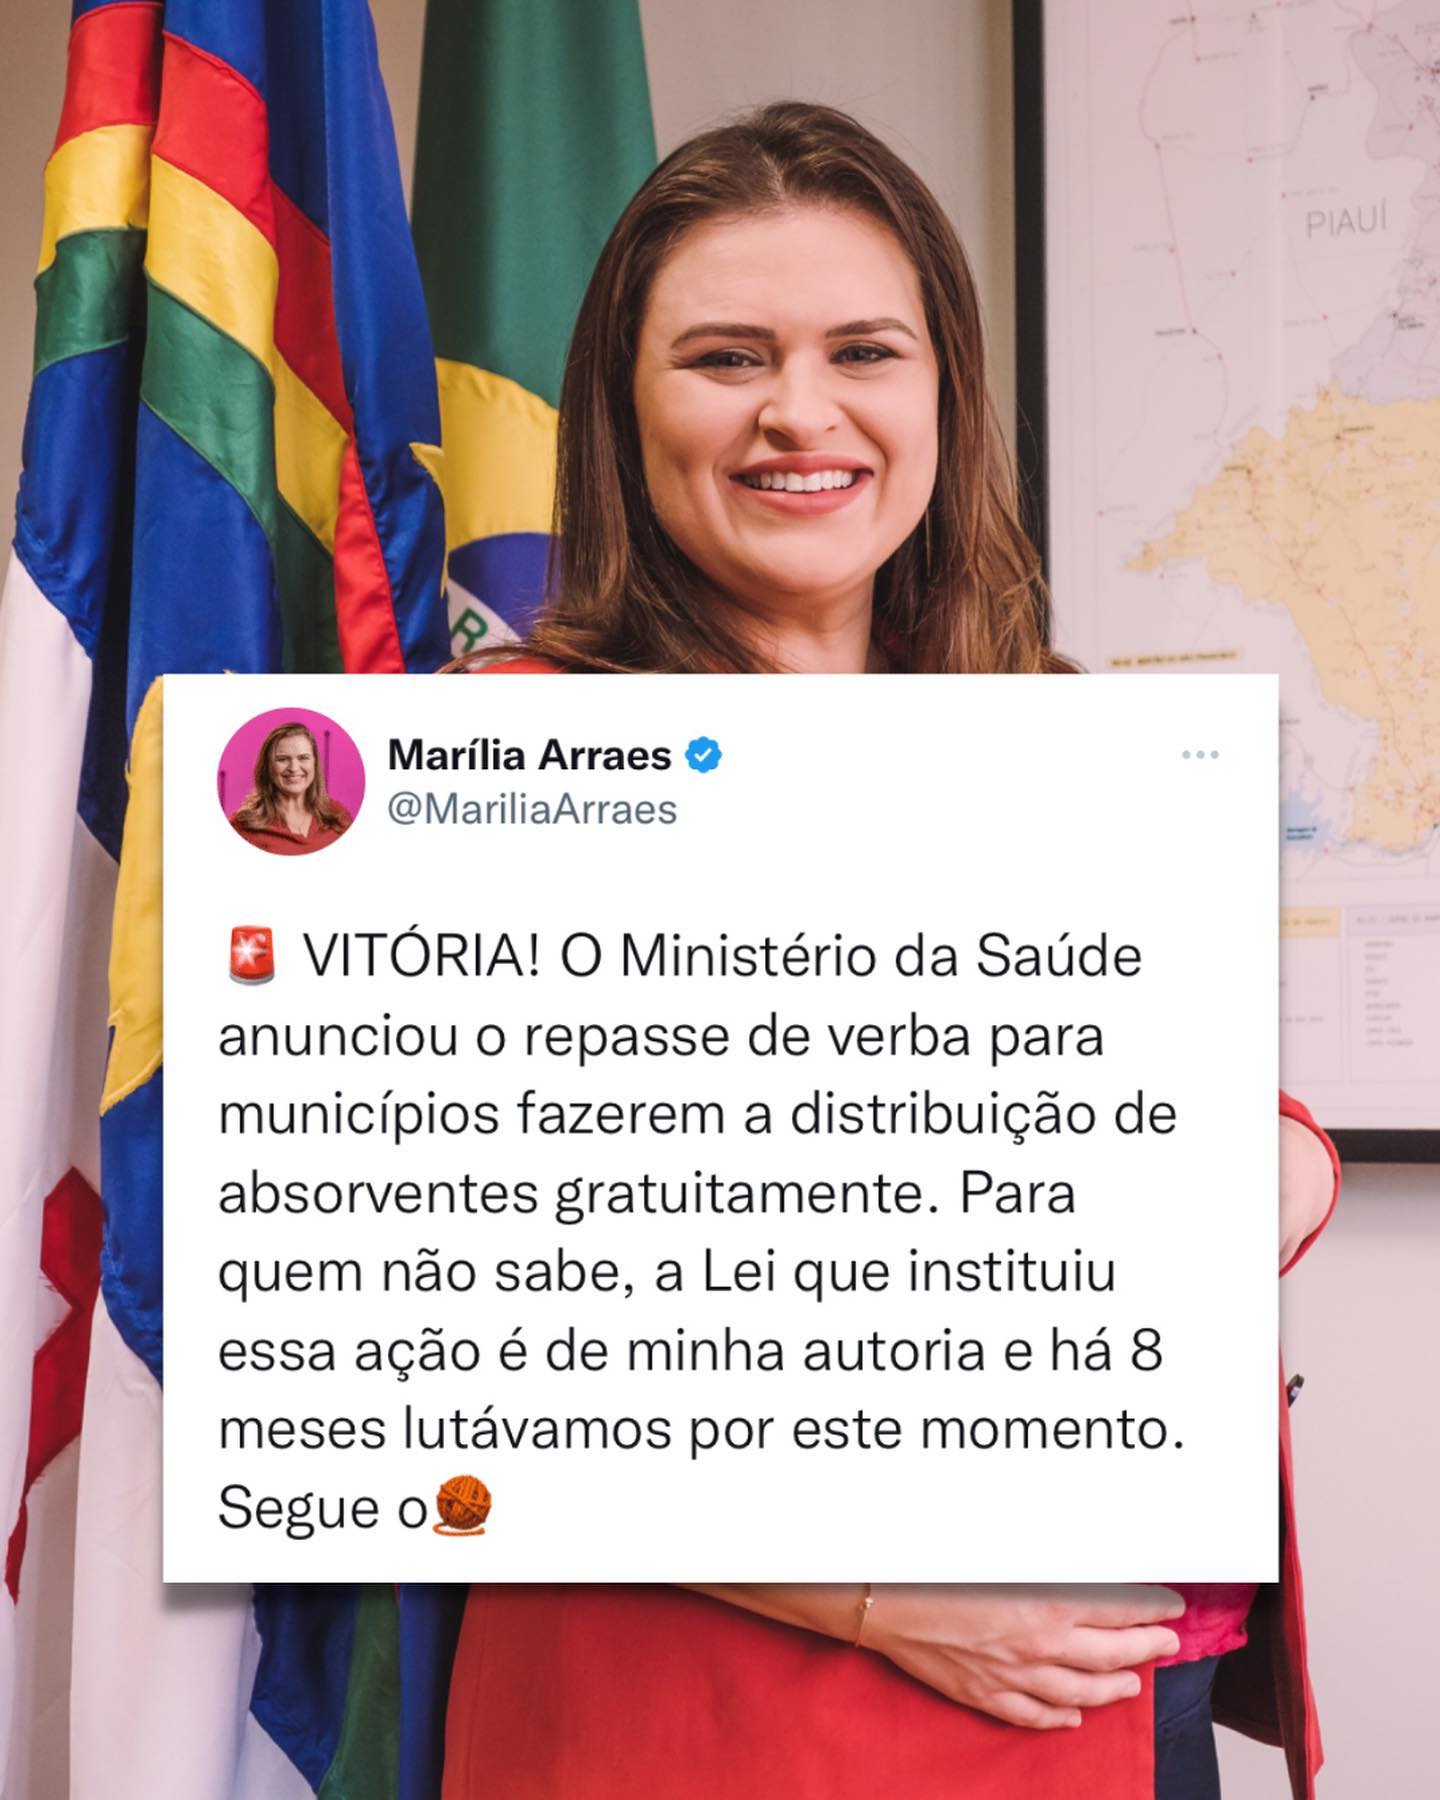 PIAUÍ
R
Marília Arraes
@MariliaArraes
🚨 VITÓRIA! O Ministério da Saúde
anunciou o repasse de verba para
municípios fazerem a distribuição de
absorventes gratuitamente. Para
quem não sabe, a Lei que instituiu
essa ação é de minha autoria e há 8
meses lutávamos por este momento.
Segue o🧶